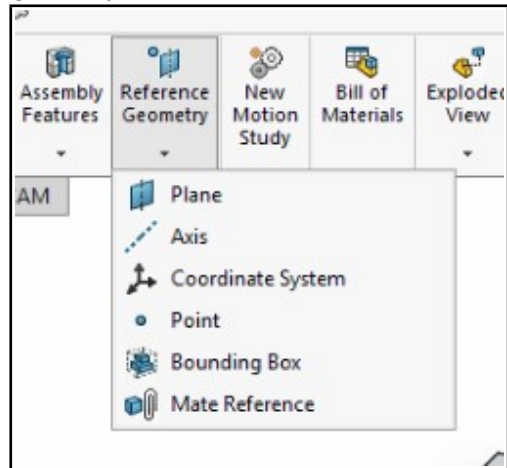 Assembly Features
Reference Geometry
New Motion Study
Bill of Materials
Exploded View
AM
Plane
Axis
Coordinate System
Point
Bounding Box
Mate Reference